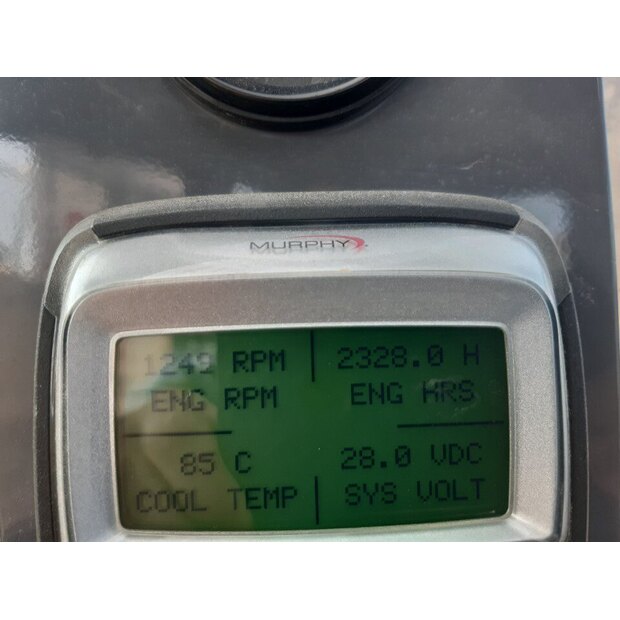 MURPHY
1249 RPM
ENG RPM
2328.0 H
ENG HRS
85 C
COOL TEMP
28.0 VDC
SYS VOLT